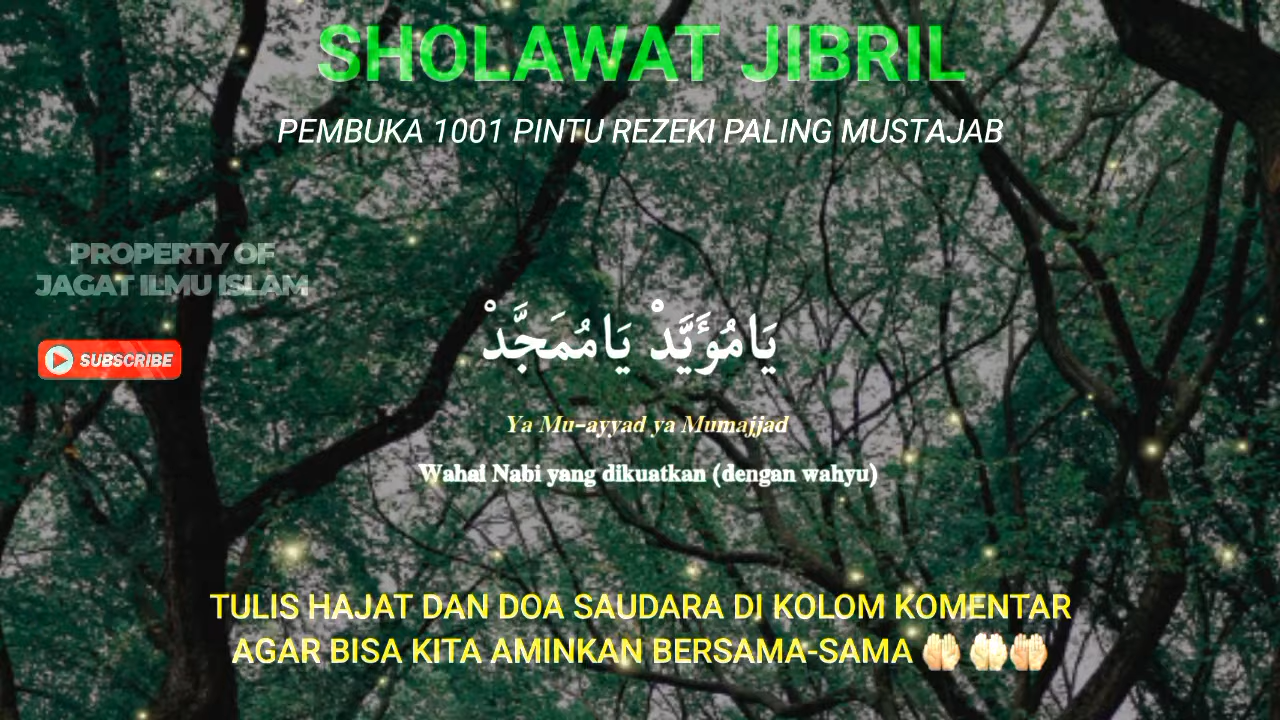 SHOLAWAT JIBRIL
PEMBUKA 1001 PINTU REZEKI PALING MUSTAJAB
PROPERTY OF
JAGAT ILMU ISLAM
SUBSCRIBE
يَامُؤَيَّدْ يَامُمَجَّدْ
Ya Mu-ayyad ya Mumajjad
Wahai Nabi yang dikuatkan (dengan wahyu)
TULIS HAJAT DAN DOA SAUDARA DI KOLOM KOMENTAR
AGAR BISA KITA AMINKAN BERSAMA-SAMA 🤲🏻 🤲🏻🤲🏻